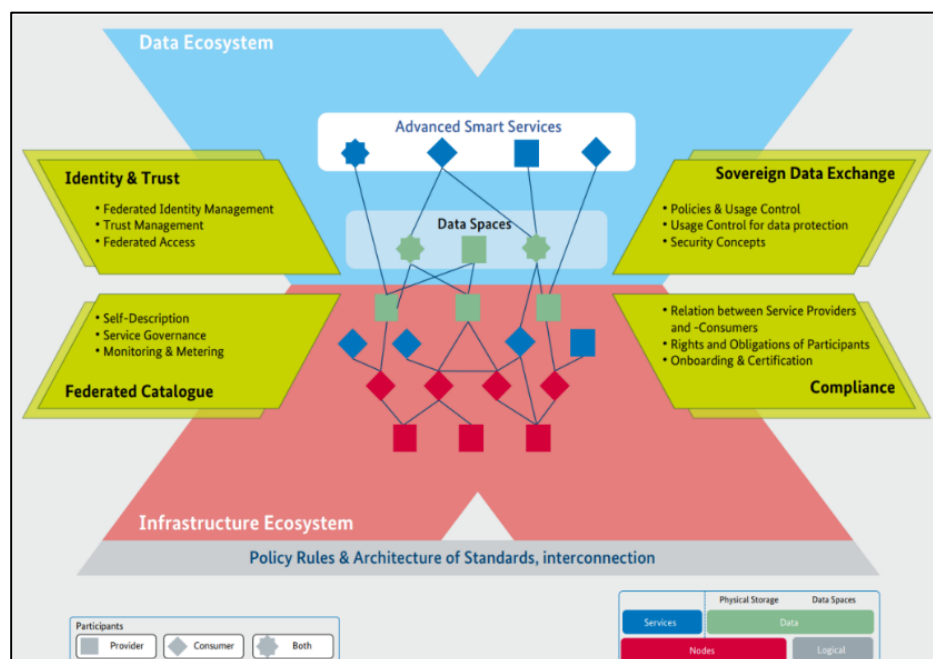 Data Ecosystem
Advanced Smart Services
Identity & Trust
• Federated Identity Management
• Trust Management
• Federated Access
Sovereign Data Exchange
• Policies & Usage Control
• Usage Control for data protection
• Security Concepts
Data Spaces
• Self-Description
• Service Governance
• Monitoring & Metering
Federated Catalogue
• Relation between Service Providers
and -Consumers
• Rights and Obligations of Participants
• Onboarding & Certification
Compliance
Infrastructure Ecosystem
Policy Rules & Architecture of Standards, interconnection
Participants
Provider
Consumer
Both
Physical Storage
Data Spaces
Services
Data
Nodes
Logical